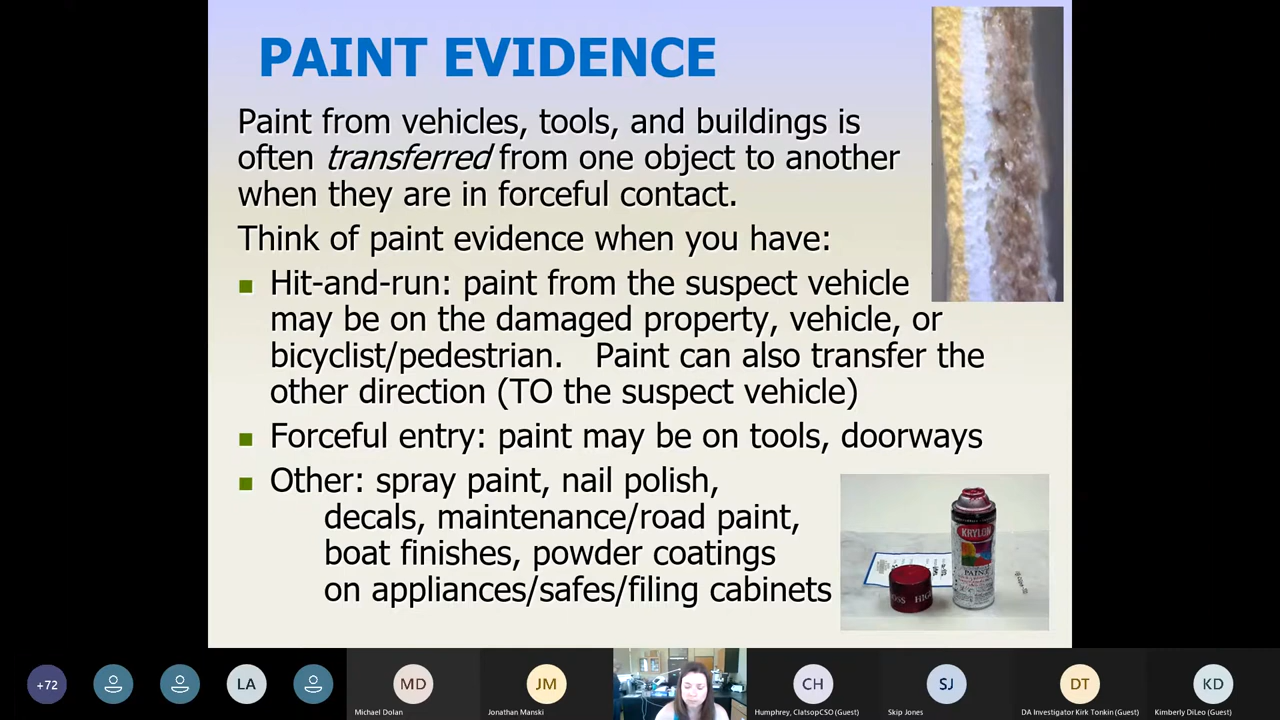 PAINT EVIDENCE
Paint from vehicles, tools, and buildings is
often transferred from one object to another
when they are in forceful contact.
Think of paint evidence when you have:
Hit-and-run: paint from the suspect vehicle
may be on the damaged property, vehicle, or
bicyclist/pedestrian. Paint can also transfer the
other direction (TO the suspect vehicle)
Forceful entry: paint may be on tools, doorways
Other: spray paint, nail polish,
decals, maintenance/road paint,
boat finishes, powder coatings
on appliances/safes/filing cabinets
KRYLON
PAINT
+72
LA
MD
JM
CH
SJ
DT
KD
Michael Dolan
Jonathan Manski
Humphrey, ClatsopCSO (Guest)
Skip Jones
DA Investigator Kirk Tonkin (Guest)
Kimberly DiLeo (Guest)